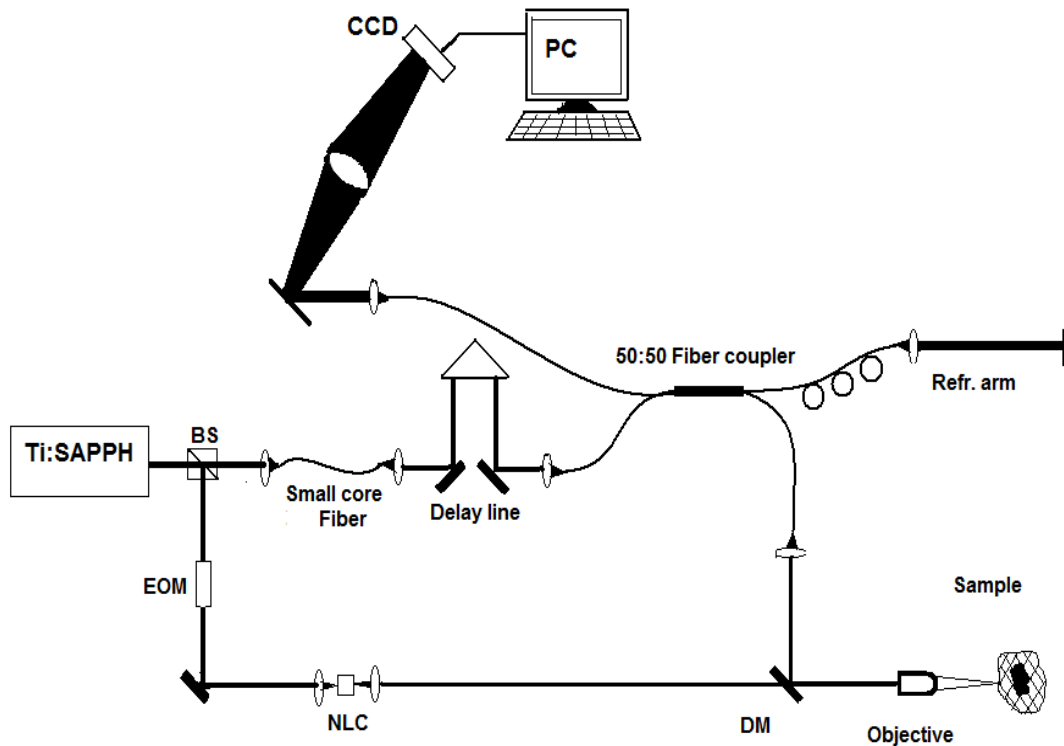 CCD
PC
50:50 Fiber coupler
Refr. arm
Ti:SAPPH
BS
Small core
Fiber
Delay line
EOM
Sample
NLC
DM
Objective